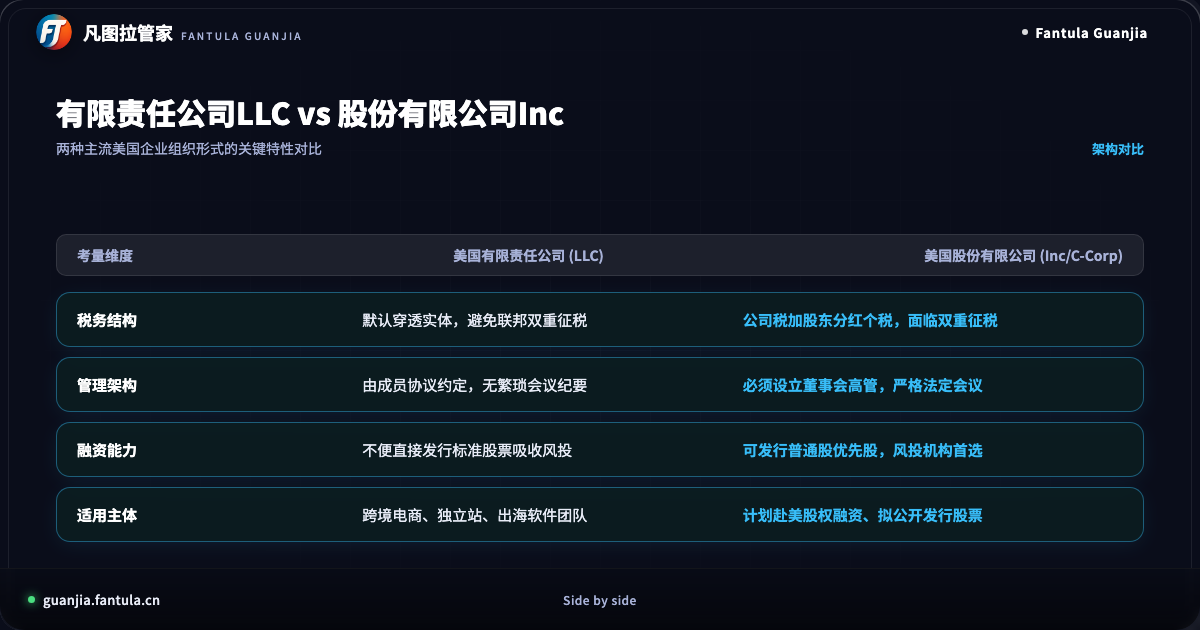 FT 凡图拉管家 FANTULA GUANJIA
Fantula Guanjia
有限责任公司LLC vs 股份有限公司Inc
两种主流美国企业组织形式的关键特性对比
架构对比
考量维度 美国有限责任公司 (LLC) 美国股份有限公司 (Inc/C-Corp)
税务结构 默认穿透实体，避免联邦双重征税 公司税加股东分红个税，面临双重征税
管理架构 由成员协议约定，无繁琐会议纪要 必须设立董事会高管，严格法定会议
融资能力 不便直接发行标准股票吸收风投 可发行普通股优先股，风投机构首选
适用主体 跨境电商、独立站、出海软件团队 计划赴美股权融资、拟公开发行股票
guanjia.fantula.cn
Side by side